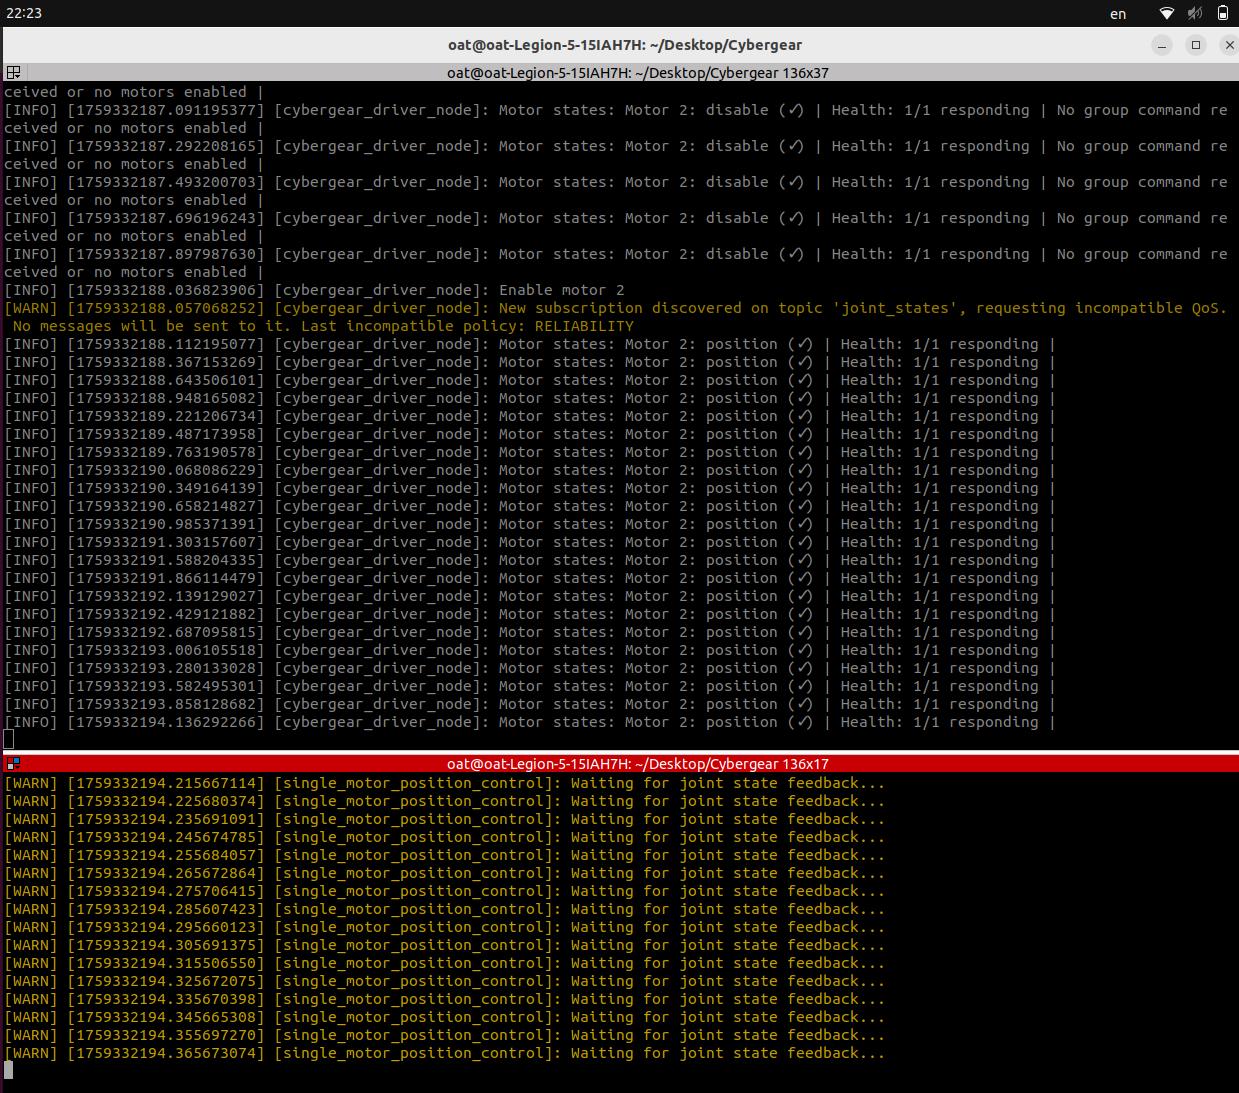 22:23
en
oat@oat-Legion-5-15IAH7H: ~/Desktop/Cybergear
oat@oat-Legion-5-15IAH7H: ~/Desktop/Cybergear 136x37
ceived or no motors enabled |
[INFO] [1759332187.091195377] [cybergear_driver_node]: Motor states: Motor 2: disable (✓) | Health: 1/1 responding | No group command re
ceived or no motors enabled |
[INFO] [1759332187.292208165] [cybergear_driver_node]: Motor states: Motor 2: disable (✓) | Health: 1/1 responding | No group command re
ceived or no motors enabled |
[INFO] [1759332187.493200703] [cybergear_driver_node]: Motor states: Motor 2: disable (✓) | Health: 1/1 responding | No group command re
ceived or no motors enabled |
[INFO] [1759332187.696196243] [cybergear_driver_node]: Motor states: Motor 2: disable (✓) | Health: 1/1 responding | No group command re
ceived or no motors enabled |
[INFO] [1759332187.897987630] [cybergear_driver_node]: Motor states: Motor 2: disable (✓) | Health: 1/1 responding | No group command re
ceived or no motors enabled |
[INFO] [1759332188.036823906] [cybergear_driver_node]: Enable motor 2
[WARN] [1759332188.057068252] [cybergear_driver_node]: New subscription discovered on topic 'joint_states', requesting incompatible QoS.
 No messages will be sent to it. Last incompatible policy: RELIABILITY
[INFO] [1759332188.112195077] [cybergear_driver_node]: Motor states: Motor 2: position (✓) | Health: 1/1 responding |
[INFO] [1759332188.367153269] [cybergear_driver_node]: Motor states: Motor 2: position (✓) | Health: 1/1 responding |
[INFO] [1759332188.643506101] [cybergear_driver_node]: Motor states: Motor 2: position (✓) | Health: 1/1 responding |
[INFO] [1759332188.948165082] [cybergear_driver_node]: Motor states: Motor 2: position (✓) | Health: 1/1 responding |
[INFO] [1759332189.221206734] [cybergear_driver_node]: Motor states: Motor 2: position (✓) | Health: 1/1 responding |
[INFO] [1759332189.487173958] [cybergear_driver_node]: Motor states: Motor 2: position (✓) | Health: 1/1 responding |
[INFO] [1759332189.763190578] [cybergear_driver_node]: Motor states: Motor 2: position (✓) | Health: 1/1 responding |
[INFO] [1759332190.068086229] [cybergear_driver_node]: Motor states: Motor 2: position (✓) | Health: 1/1 responding |
[INFO] [1759332190.349164139] [cybergear_driver_node]: Motor states: Motor 2: position (✓) | Health: 1/1 responding |
[INFO] [1759332190.658214827] [cybergear_driver_node]: Motor states: Motor 2: position (✓) | Health: 1/1 responding |
[INFO] [1759332190.985371391] [cybergear_driver_node]: Motor states: Motor 2: position (✓) | Health: 1/1 responding |
[INFO] [1759332191.303157607] [cybergear_driver_node]: Motor states: Motor 2: position (✓) | Health: 1/1 responding |
[INFO] [1759332191.588204335] [cybergear_driver_node]: Motor states: Motor 2: position (✓) | Health: 1/1 responding |
[INFO] [1759332191.866114479] [cybergear_driver_node]: Motor states: Motor 2: position (✓) | Health: 1/1 responding |
[INFO] [1759332192.139129027] [cybergear_driver_node]: Motor states: Motor 2: position (✓) | Health: 1/1 responding |
[INFO] [1759332192.429121882] [cybergear_driver_node]: Motor states: Motor 2: position (✓) | Health: 1/1 responding |
[INFO] [1759332192.687095815] [cybergear_driver_node]: Motor states: Motor 2: position (✓) | Health: 1/1 responding |
[INFO] [1759332193.006105518] [cybergear_driver_node]: Motor states: Motor 2: position (✓) | Health: 1/1 responding |
[INFO] [1759332193.280133028] [cybergear_driver_node]: Motor states: Motor 2: position (✓) | Health: 1/1 responding |
[INFO] [1759332193.582495301] [cybergear_driver_node]: Motor states: Motor 2: position (✓) | Health: 1/1 responding |
[INFO] [1759332193.858128682] [cybergear_driver_node]: Motor states: Motor 2: position (✓) | Health: 1/1 responding |
[INFO] [1759332194.136292266] [cybergear_driver_node]: Motor states: Motor 2: position (✓) | Health: 1/1 responding |
oat@oat-Legion-5-15IAH7H: ~/Desktop/Cybergear 136x17
[WARN] [1759332194.215667114] [single_motor_position_control]: Waiting for joint state feedback...
[WARN] [1759332194.225680374] [single_motor_position_control]: Waiting for joint state feedback...
[WARN] [1759332194.235691091] [single_motor_position_control]: Waiting for joint state feedback...
[WARN] [1759332194.245674785] [single_motor_position_control]: Waiting for joint state feedback...
[WARN] [1759332194.255684057] [single_motor_position_control]: Waiting for joint state feedback...
[WARN] [1759332194.265672864] [single_motor_position_control]: Waiting for joint state feedback...
[WARN] [1759332194.275706415] [single_motor_position_control]: Waiting for joint state feedback...
[WARN] [1759332194.285607423] [single_motor_position_control]: Waiting for joint state feedback...
[WARN] [1759332194.295660123] [single_motor_position_control]: Waiting for joint state feedback...
[WARN] [1759332194.305691375] [single_motor_position_control]: Waiting for joint state feedback...
[WARN] [1759332194.315506550] [single_motor_position_control]: Waiting for joint state feedback...
[WARN] [1759332194.325672075] [single_motor_position_control]: Waiting for joint state feedback...
[WARN] [1759332194.335670398] [single_motor_position_control]: Waiting for joint state feedback...
[WARN] [1759332194.345665308] [single_motor_position_control]: Waiting for joint state feedback...
[WARN] [1759332194.355697270] [single_motor_position_control]: Waiting for joint state feedback...
[WARN] [1759332194.365673074] [single_motor_position_control]: Waiting for joint state feedback...